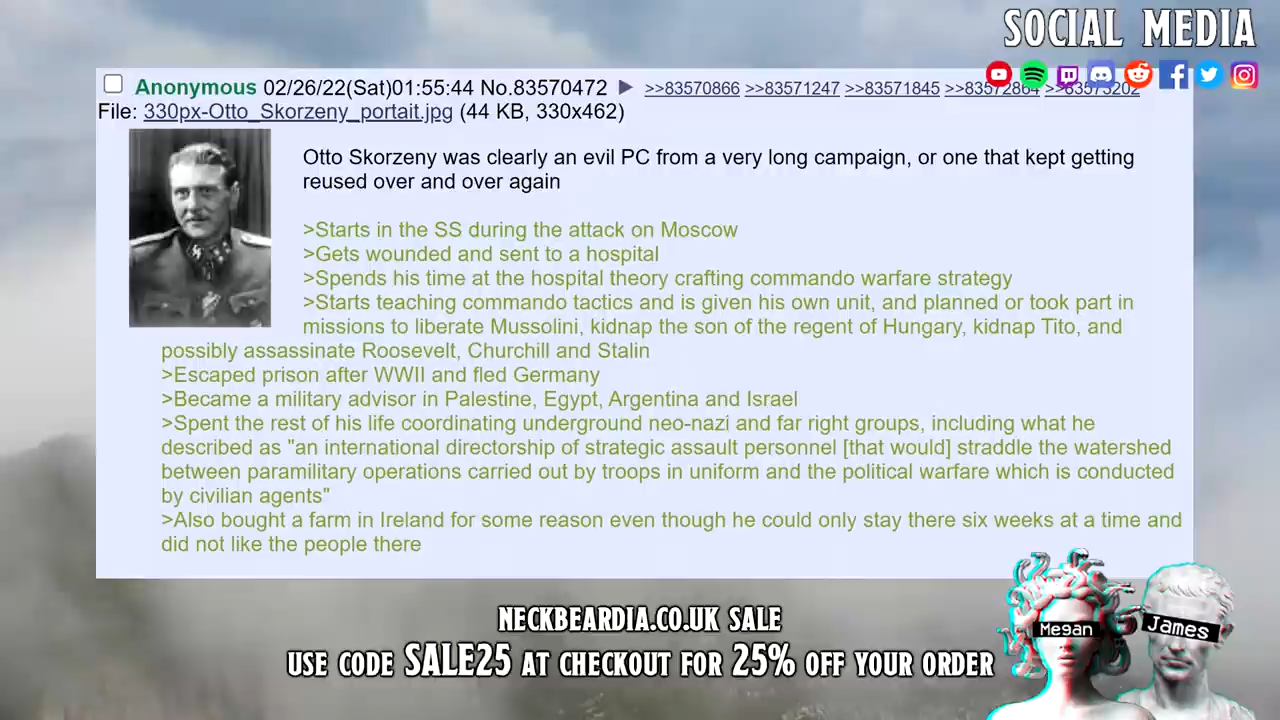 SOCIAL MEDIA
Anonymous 02/26/22(Sat)01:55:44 No.83570472 ▶ >>83570866 >>83571247 >>83571845 >>83572864 >>83573202
File: 330px-Otto_Skorzeny_portait.jpg (44 KB, 330x462)
Otto Skorzeny was clearly an evil PC from a very long campaign, or one that kept getting
reused over and over again
>Starts in the SS during the attack on Moscow
>Gets wounded and sent to a hospital
>Spends his time at the hospital theory crafting commando warfare strategy
>Starts teaching commando tactics and is given his own unit, and planned or took part in
missions to liberate Mussolini, kidnap the son of the regent of Hungary, kidnap Tito, and
possibly assassinate Roosevelt, Churchill and Stalin
>Escaped prison after WWII and fled Germany
>Became a military advisor in Palestine, Egypt, Argentina and Israel
>Spent the rest of his life coordinating underground neo-nazi and far right groups, including what he
described as "an international directorship of strategic assault personnel [that would] straddle the watershed
between paramilitary operations carried out by troops in uniform and the political warfare which is conducted
by civilian agents"
>Also bought a farm in Ireland for some reason even though he could only stay there six weeks at a time and
did not like the people there
NECKBEARDIA.CO.UK SALE
USE CODE SALE25 AT CHECKOUT FOR 25% OFF YOUR ORDER
Megan
James